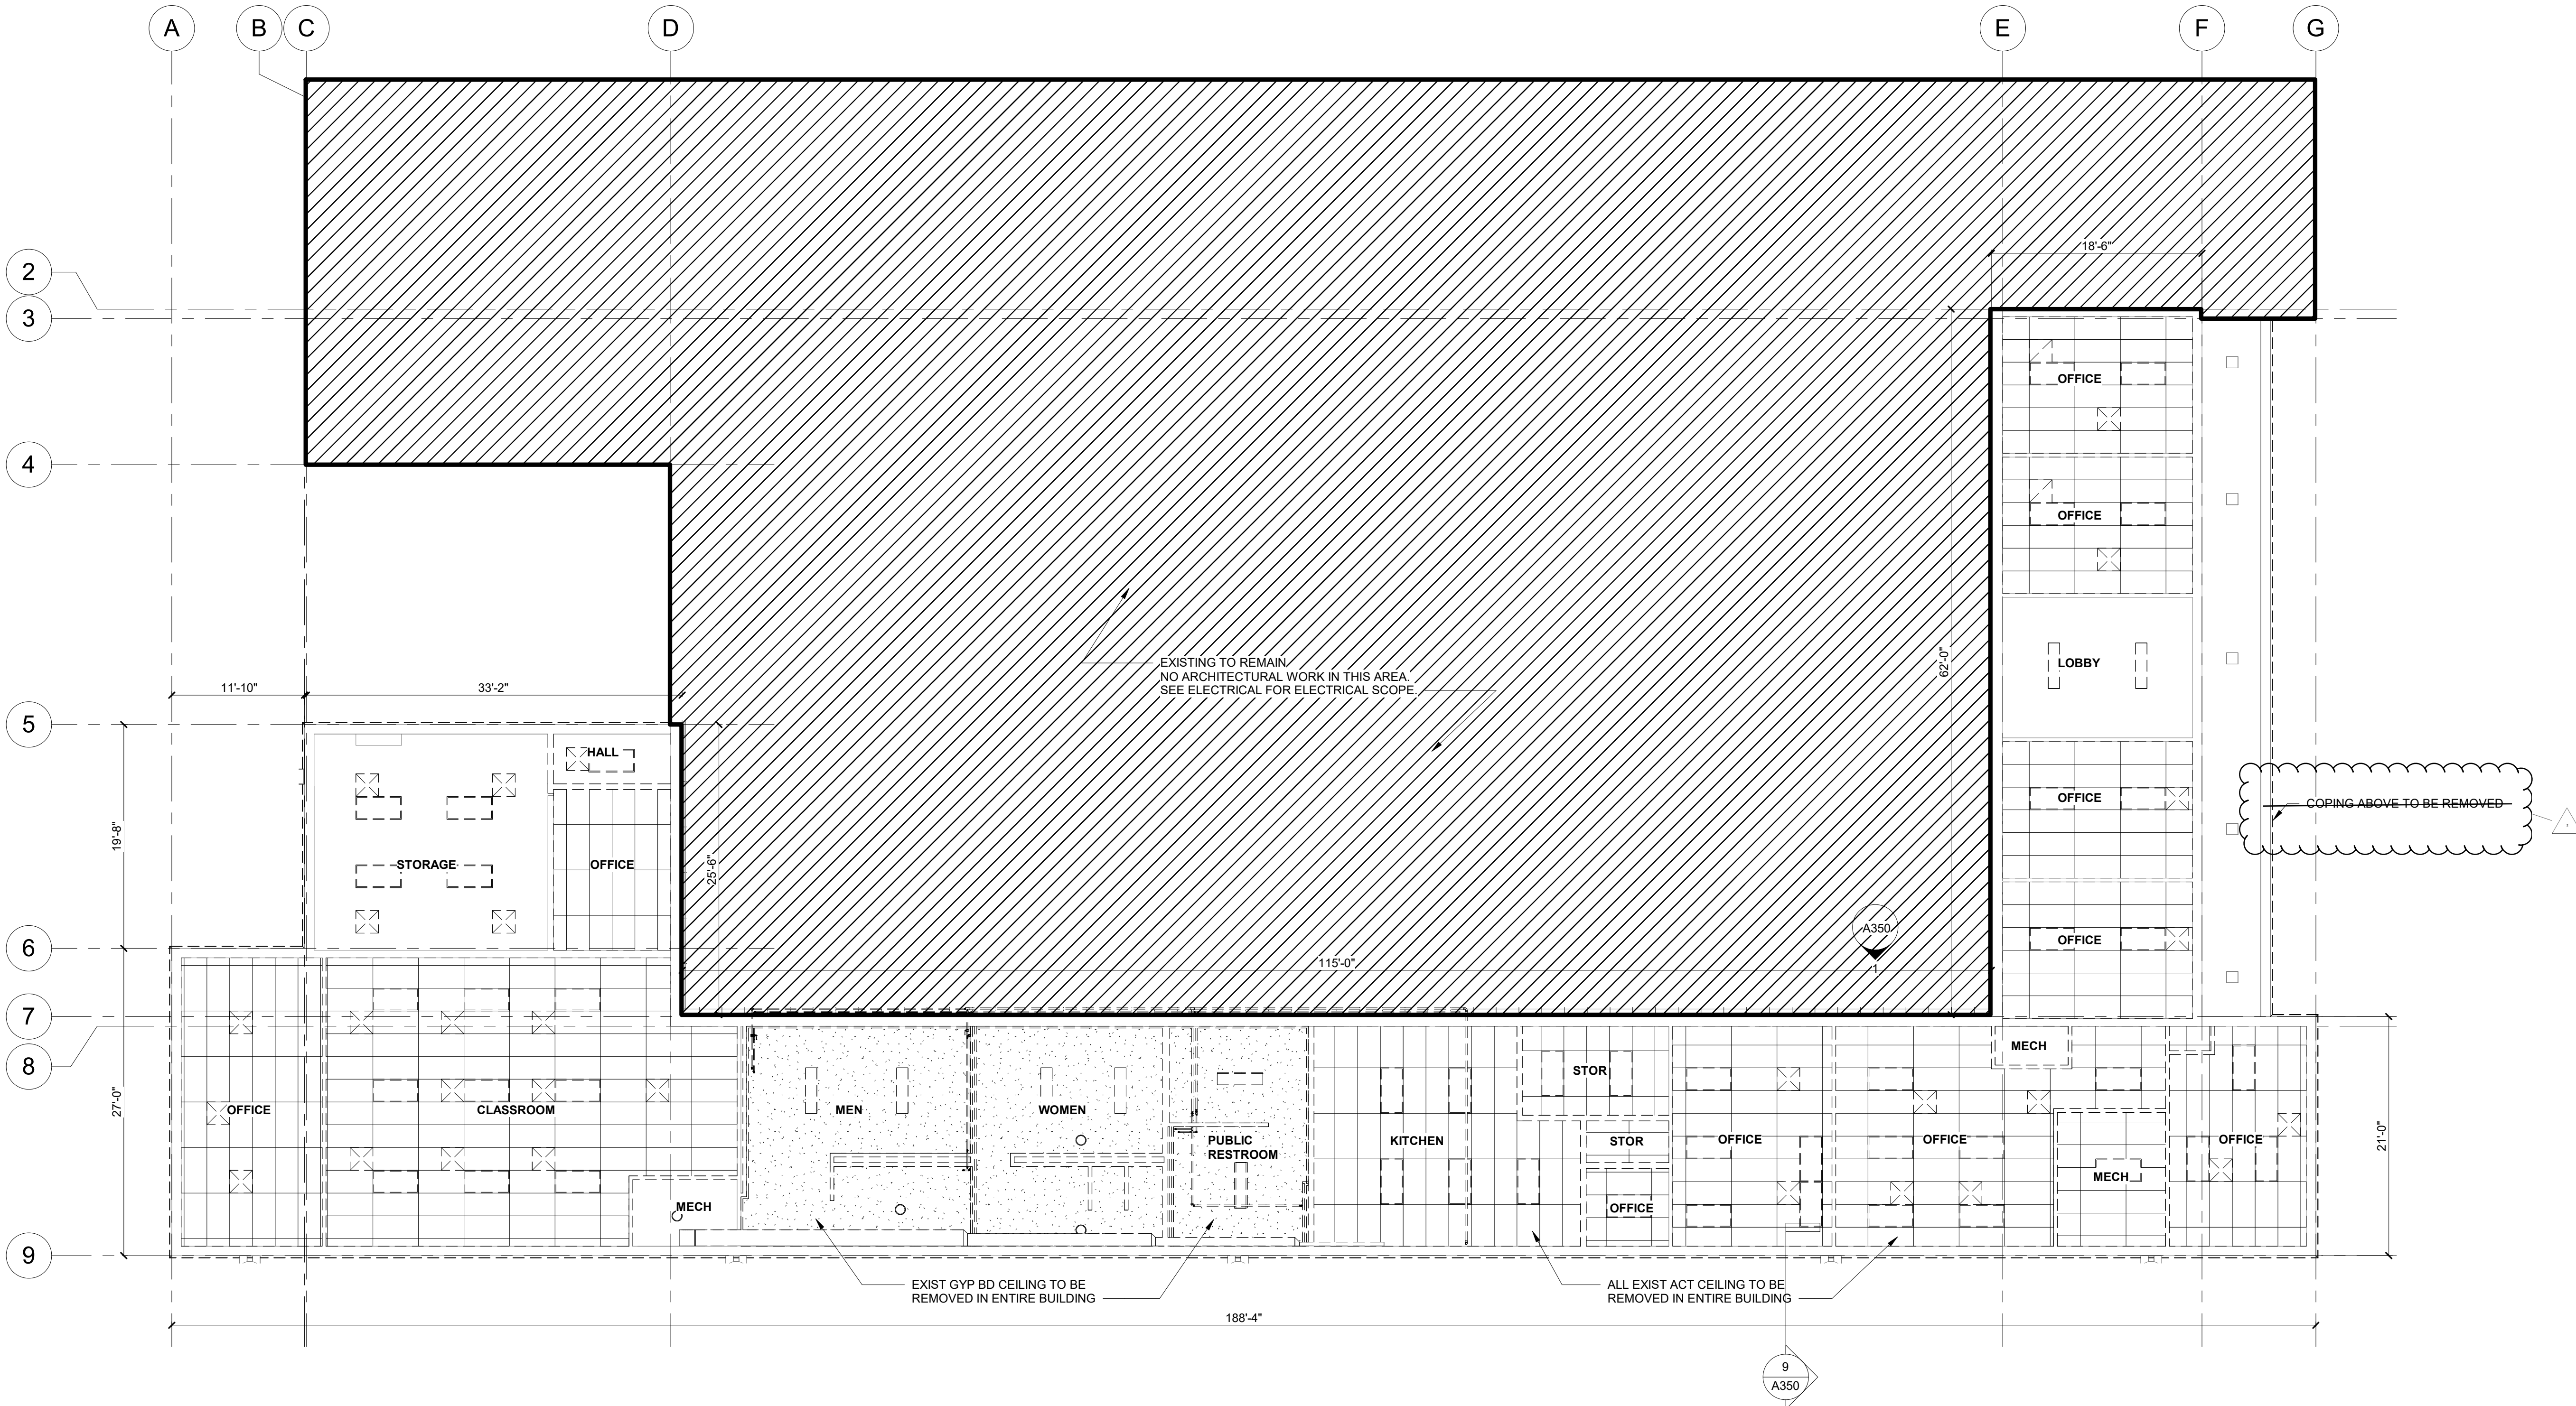 A
B
C
D
E
F
G
2
3
18'-6"
OFFICE
4
OFFICE
EXISTING TO REMAIN.
NO ARCHITECTURAL WORK IN THIS AREA.
SEE ELECTRICAL FOR ELECTRICAL SCOPE.
62'-0"
LOBBY
11'-10"
33'-2"
5
HALL
OFFICE
COPING ABOVE TO BE REMOVED
19'-8"
STORAGE
OFFICE
25'-6"
A350
1
OFFICE
6
115'-0"
7
8
MECH
STOR
27'-0"
OFFICE
CLASSROOM
MEN
WOMEN
PUBLIC
RESTROOM
KITCHEN
STOR
OFFICE
OFFICE
OFFICE
21'-0"
MECH
MECH
OFFICE
9
EXIST GYP BD CEILING TO BE
REMOVED IN ENTIRE BUILDING
ALL EXIST ACT CEILING TO BE
REMOVED IN ENTIRE BUILDING
188'-4"
9
A350